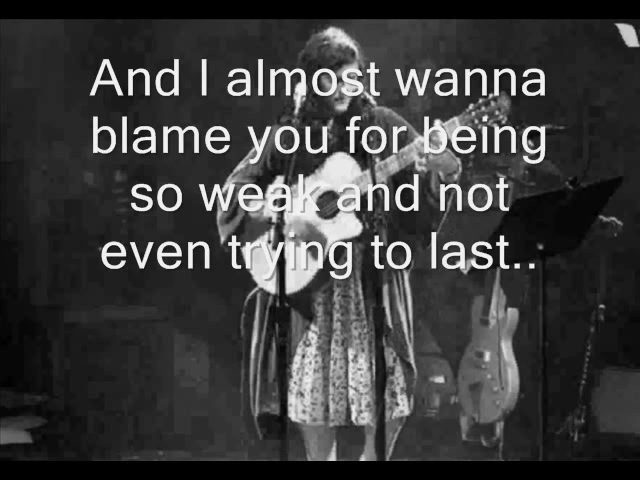 And I almost wanna
blame you for being
so weak and not
even trying to last..